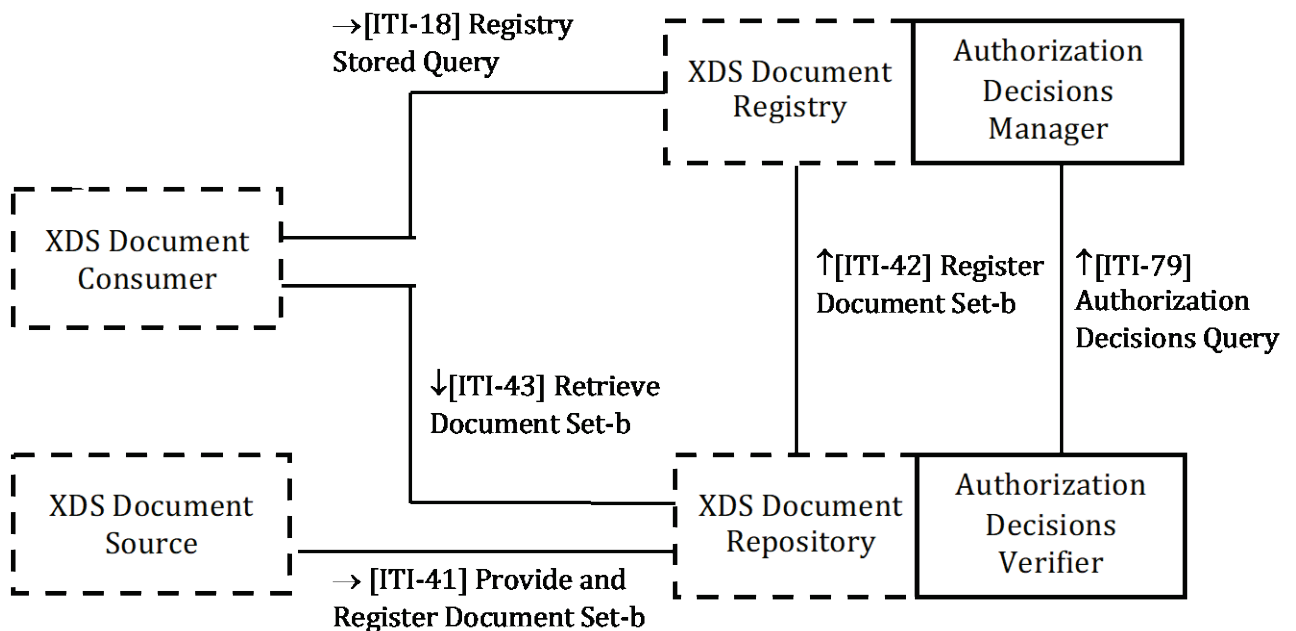 →[ITI-18] Registry
Stored Query
XDS Document
Registry
Authorization
Decisions
Manager
XDS Document
Consumer
↑[ITI-42] Register
Document Set-b
↑[ITI-79]
Authorization
Decisions Query
↓[ITI-43] Retrieve
Document Set-b
XDS Document
Source
XDS Document
Repository
Authorization
Decisions
Verifier
→ [ITI-41] Provide and
Register Document Set-b